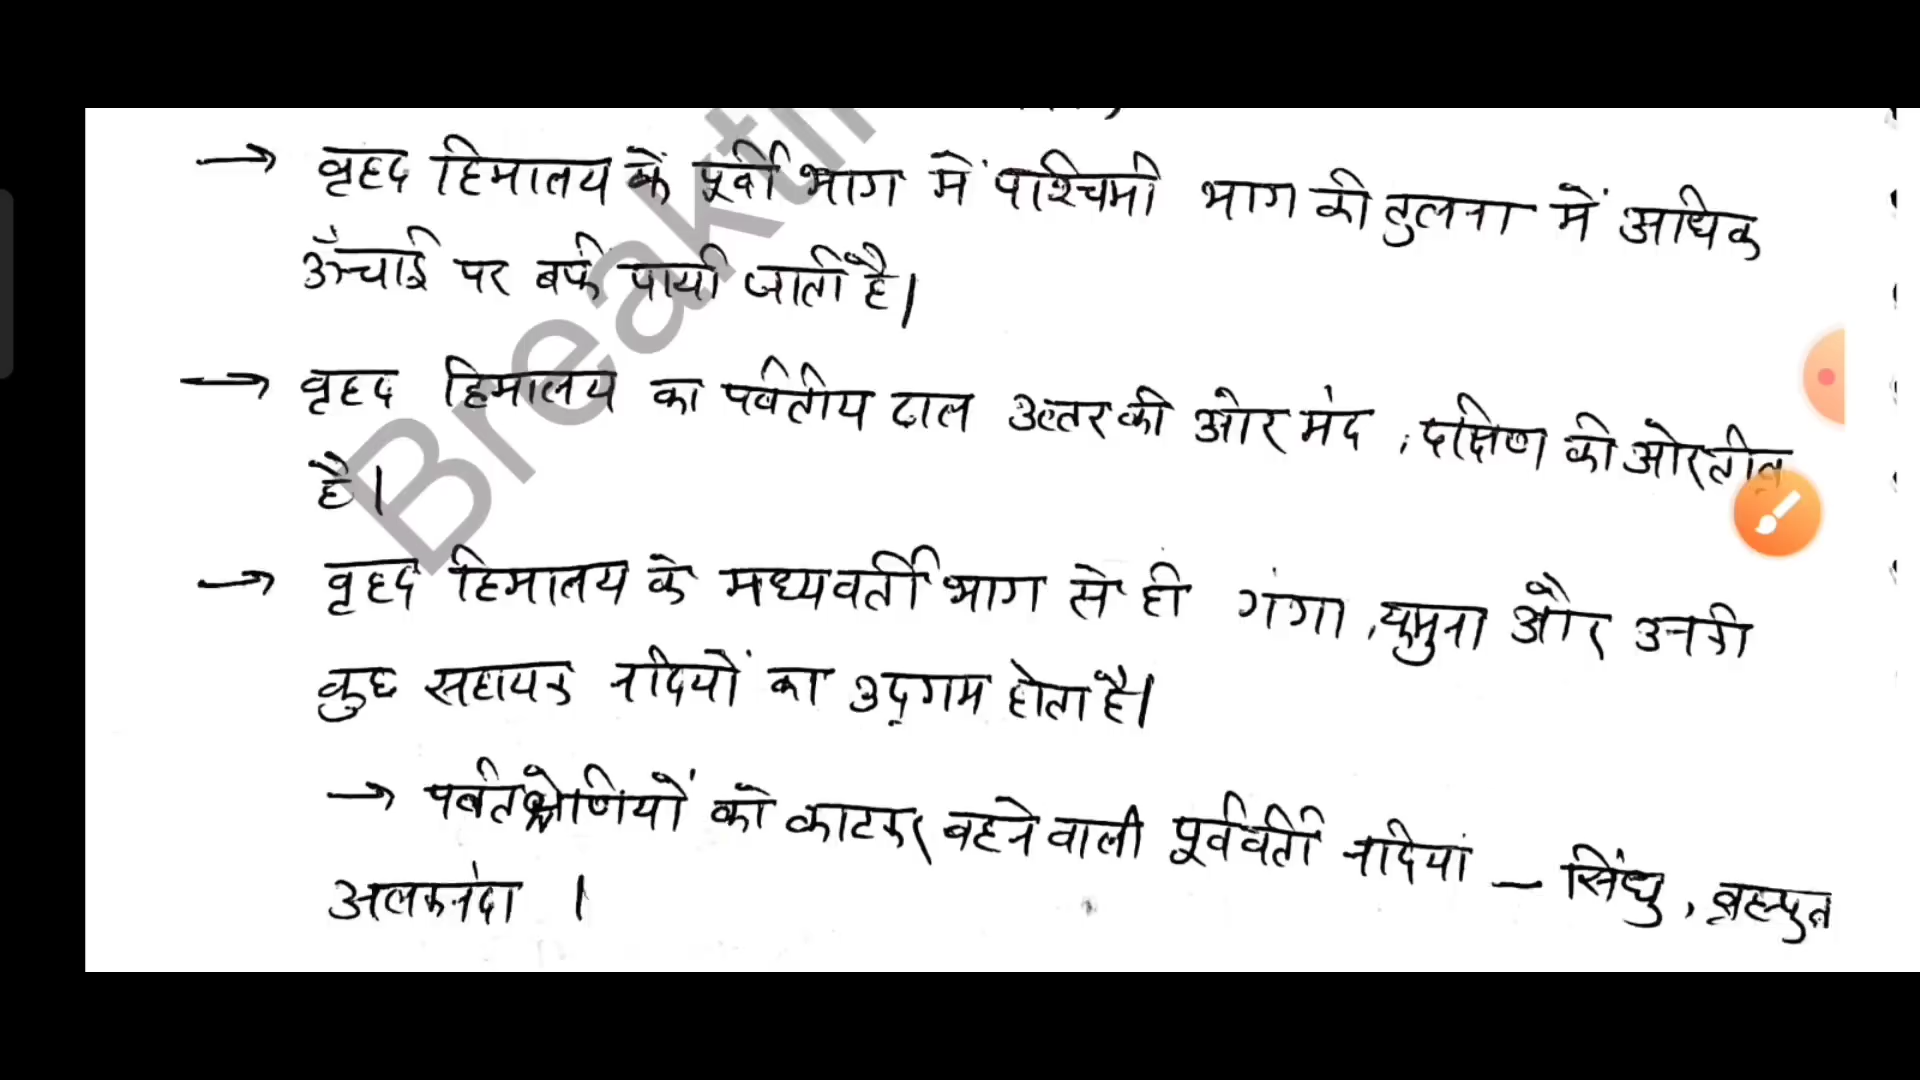 → वृहद हिमालय के पूर्वी भाग में पश्चिमी भाग की तुलना में अधिक
ऊँचाई पर बर्फ पायी जाती है।
→ वृहद हिमालय का पर्वतीय ढाल उत्तर की ओर मंद, दक्षिण की ओर तीव्र
है।
→ वृहद हिमालय के मध्यवर्ती भाग से ही गंगा, यमुना और उनकी
कुछ सहायक नदियों का उद्गम होता है।
→ पर्वतश्रेणियों को काटकर बहने वाली पूर्ववर्ती नदियां – सिंधु, ब्रह्मपुत्र
अलकनंदा ।